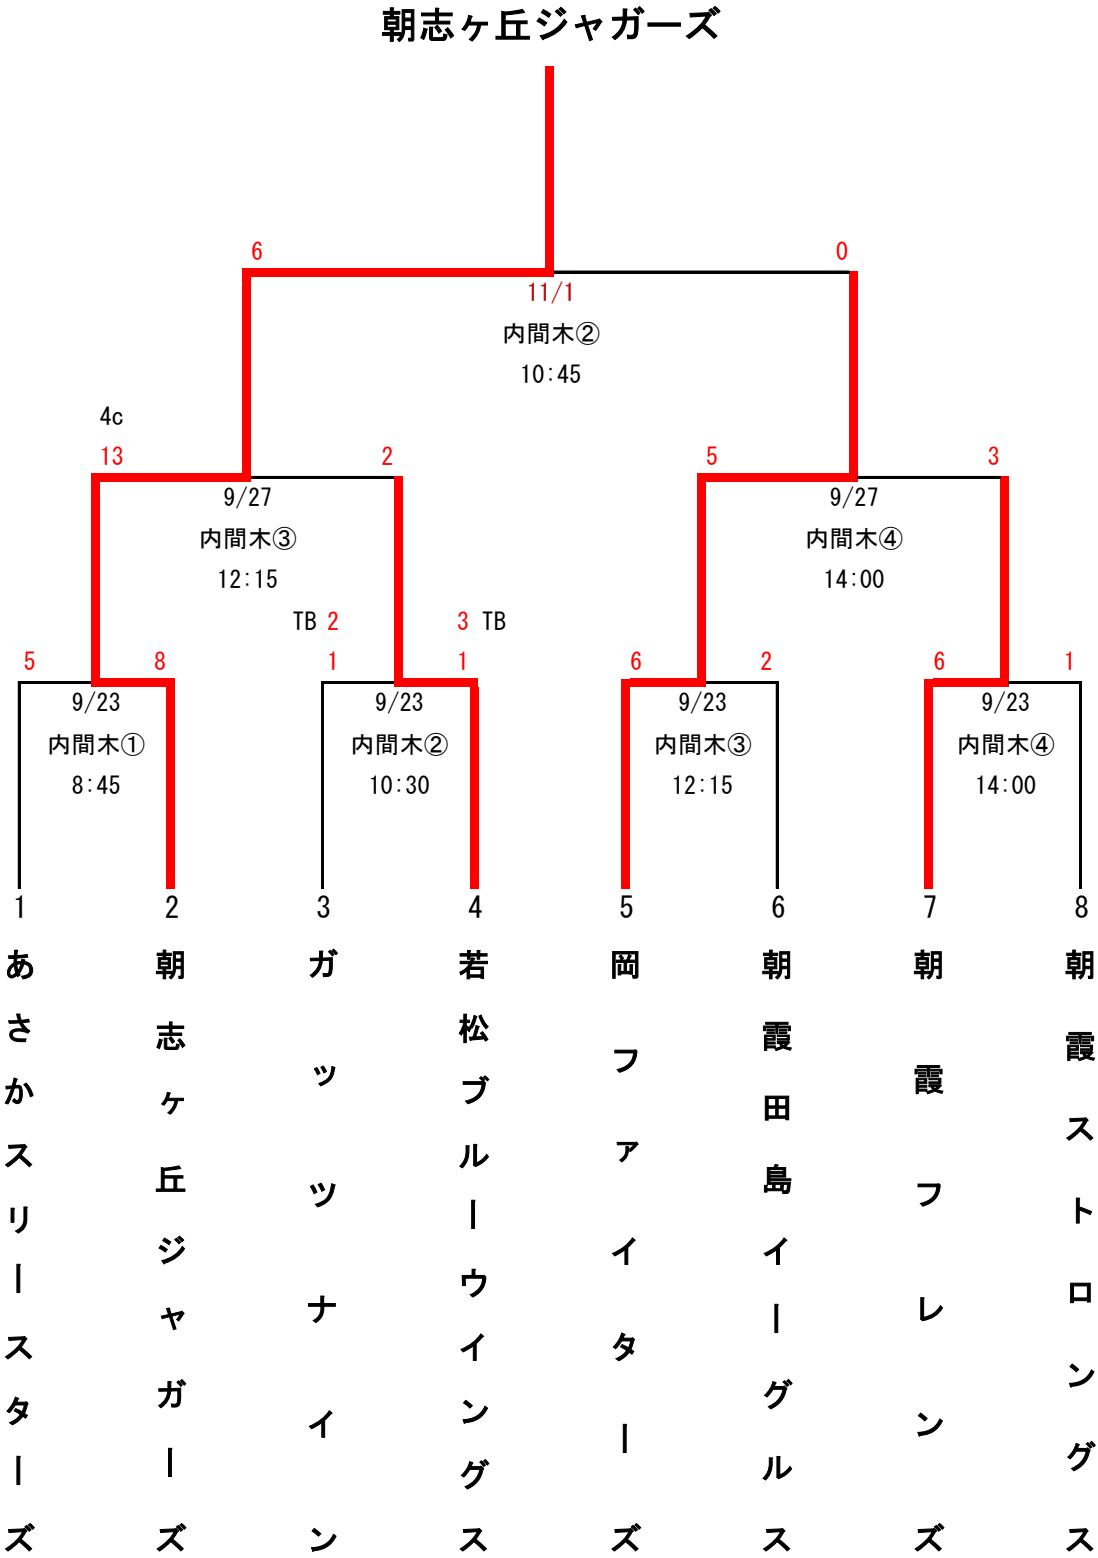 朝志ヶ丘ジャガーズ
6 0
11/1
内間木②
10:45
4c
13 2 5 3
9/27 9/27
内間木③ 内間木④
12:15 14:00
TB 2 3 TB
5 8 1 1 6 2 6 1
9/23 9/23 9/23 9/23
内間木① 内間木② 内間木③ 内間木④
8:45 10:30 12:15 14:00
1 2 3 4 5 6 7 8
あさかスリースターズ
朝志ヶ丘ジャガーズ
ガッツナイン
若松ブルーウイングス
岡ファイターズ
朝霞田島イーグルス
朝霞フレンズ
朝霞ストロングス